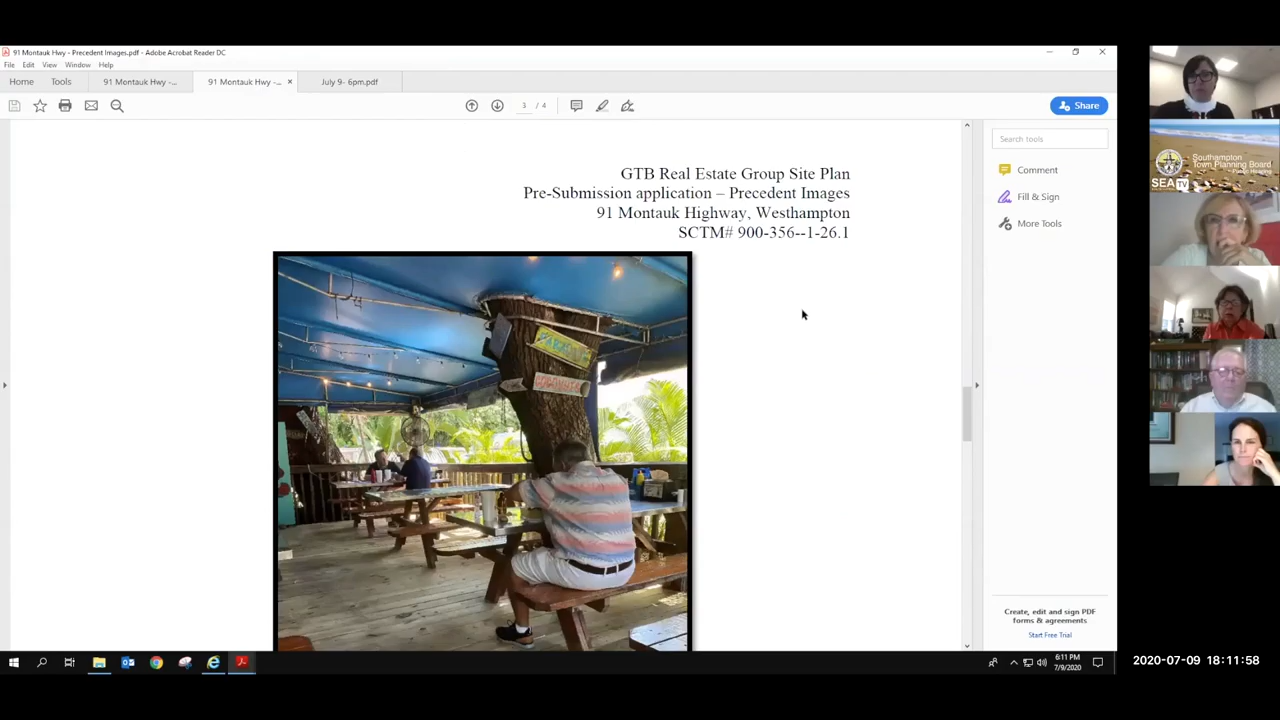 91 Montauk Hwy - Precedent Images.pdf - Adobe Acrobat Reader DC
File Edit View Window Help
Home Tools 91 Montauk Hwy -... 91 Montauk Hwy -... × July 9- 6pm.pdf
3 / 4
Share
Search tools
Comment
Fill & Sign
More Tools
GTB Real Estate Group Site Plan
Pre-Submission application – Precedent Images
91 Montauk Highway, Westhampton
SCTM# 900-356--1-26.1
Create, edit and sign PDF
forms & agreements
Start Free Trial
6:11 PM
7/9/2020
Southampton
Town Planning Board
Public Hearing
SEA TV
2020-07-09 18:11:58